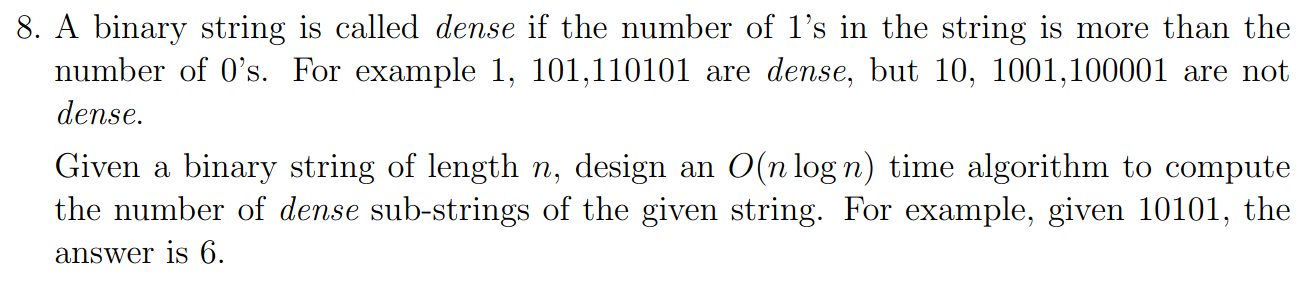 8. A binary string is called dense if the number of 1's in the string is more than the
number of 0's. For example 1, 101,110101 are dense, but 10, 1001,100001 are not
dense.
Given a binary string of length n, design an O(n log n) time algorithm to compute
the number of dense sub-strings of the given string. For example, given 10101, the
answer is 6.